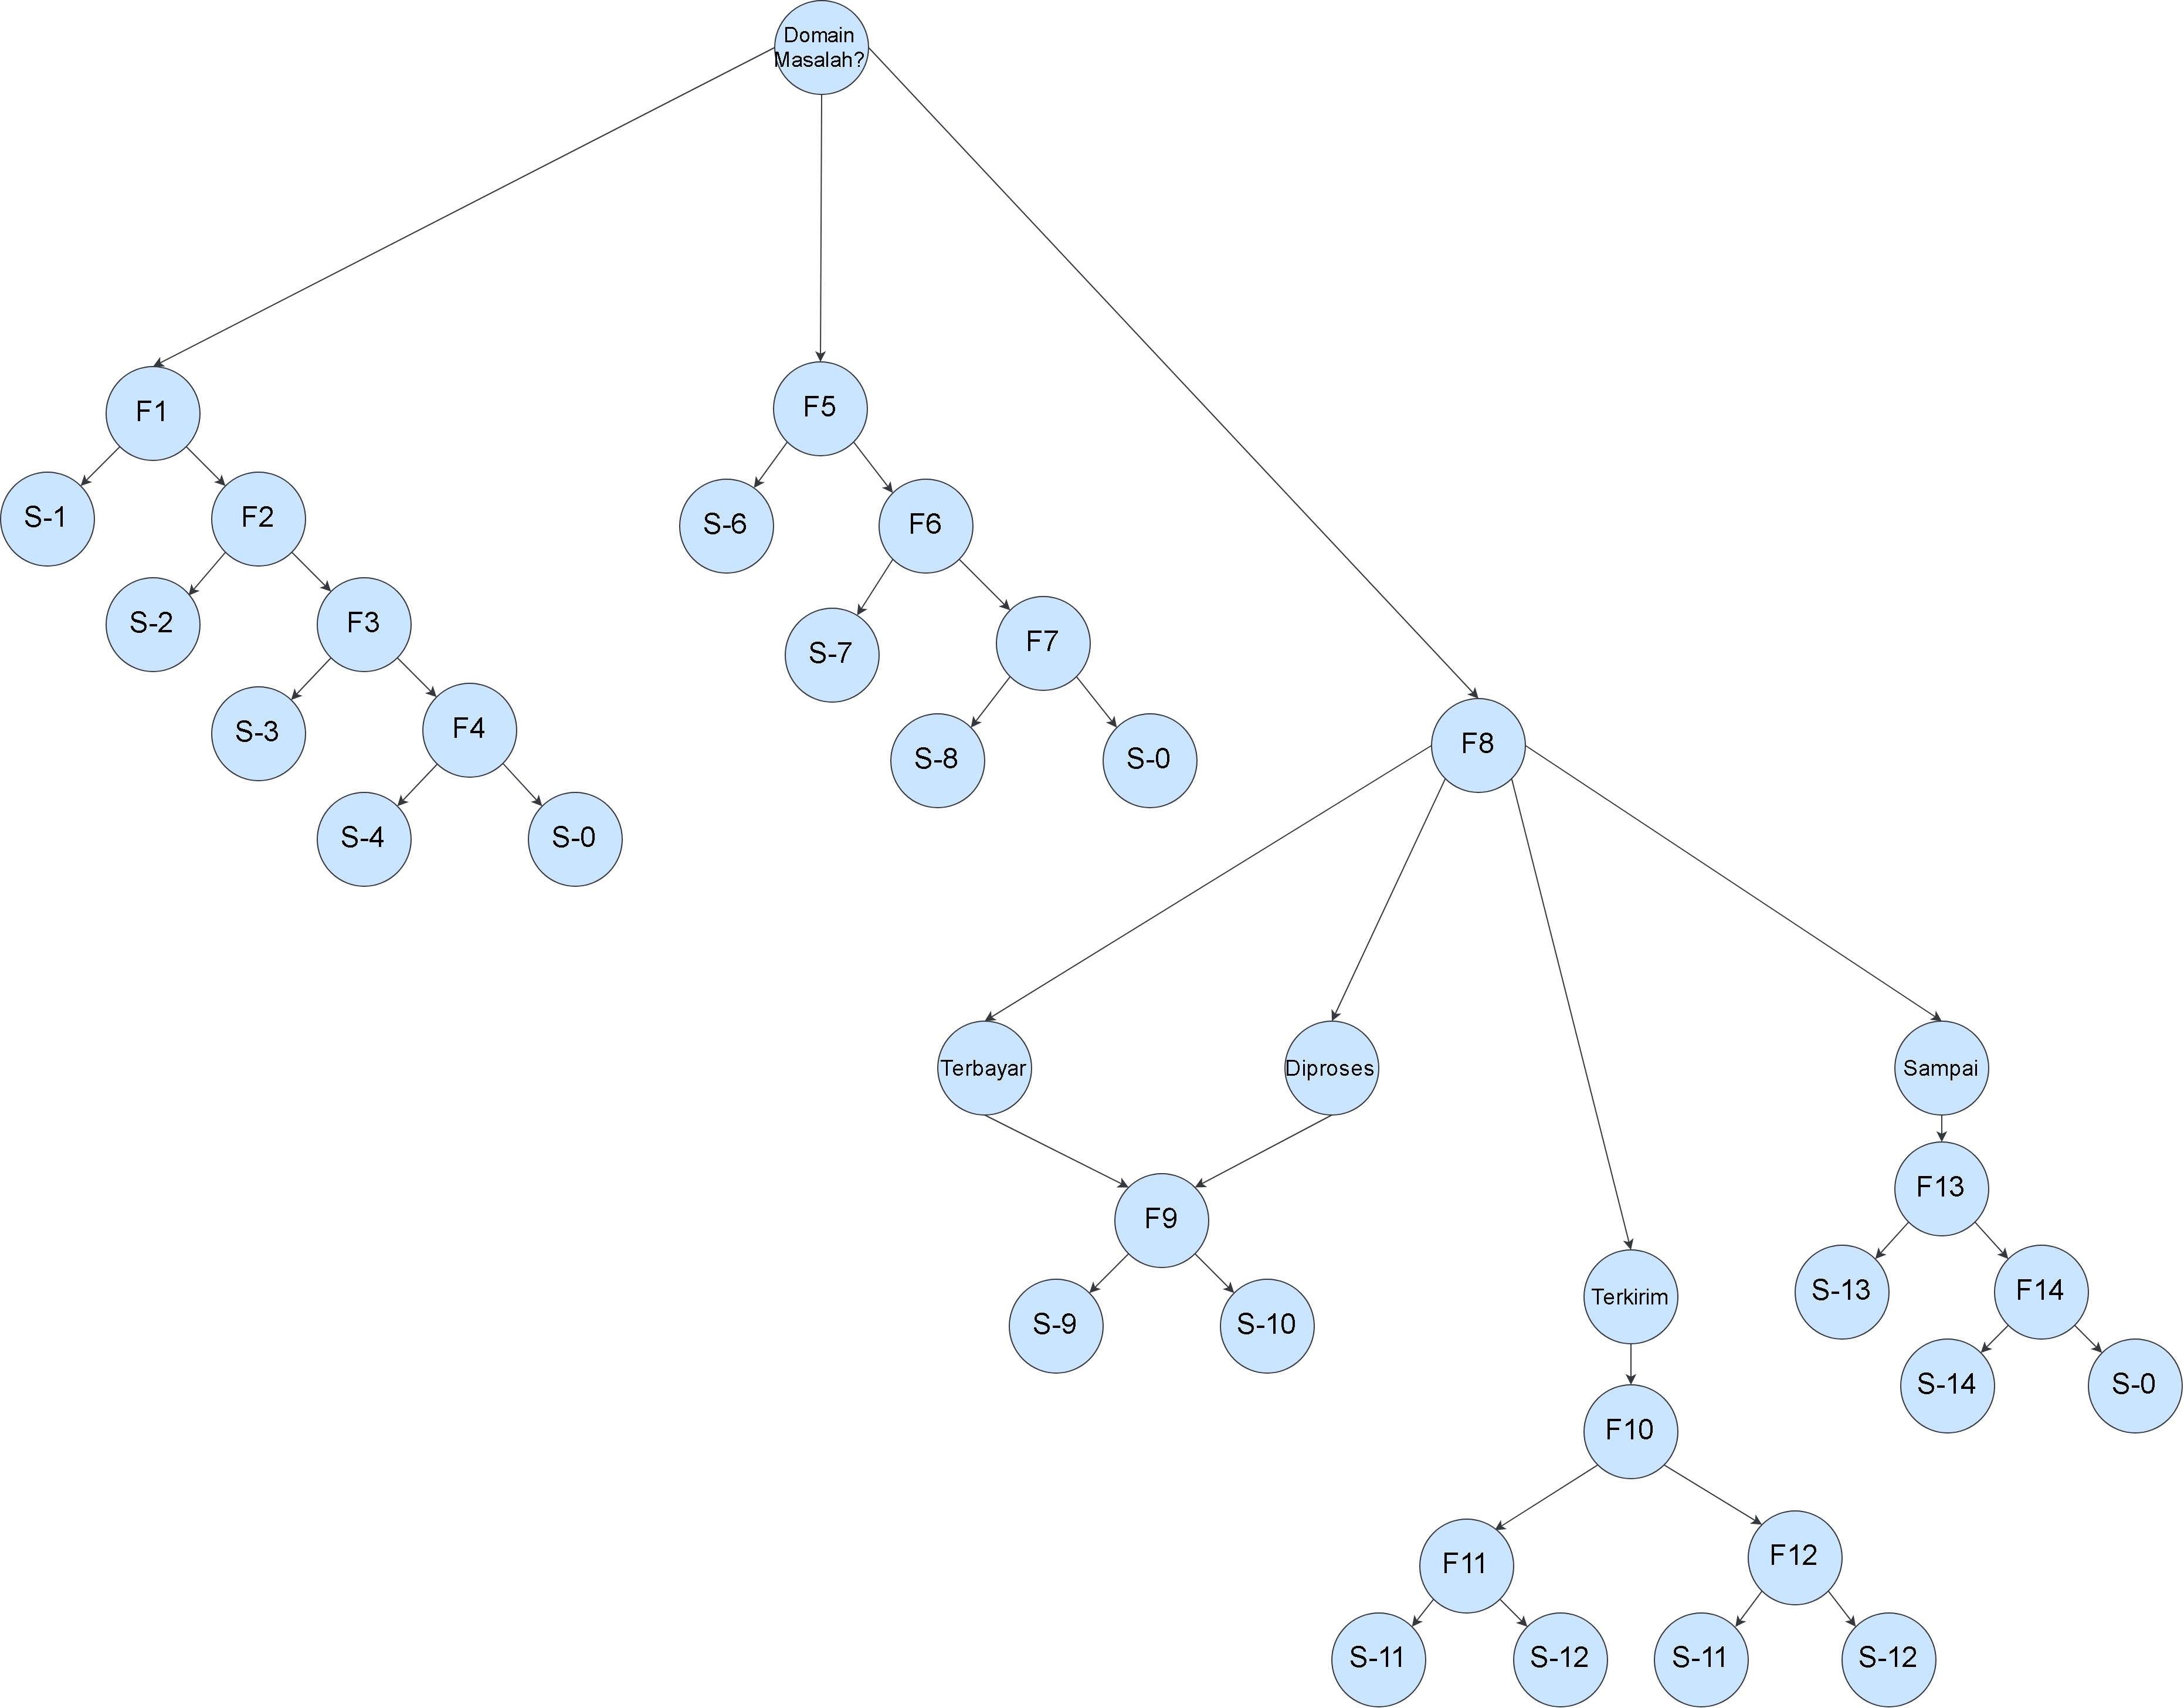 Domain
Masalah?
F1
F5
S-1
F2
S-6
F6
S-2
F3
S-7
F7
S-3
F4
S-8
S-0
F8
S-4
S-0
Terbayar
Diproses
Sampai
F9
F13
S-9
S-10
Terkirim
S-13
F14
S-14
S-0
F10
F11
F12
S-11
S-12
S-11
S-12